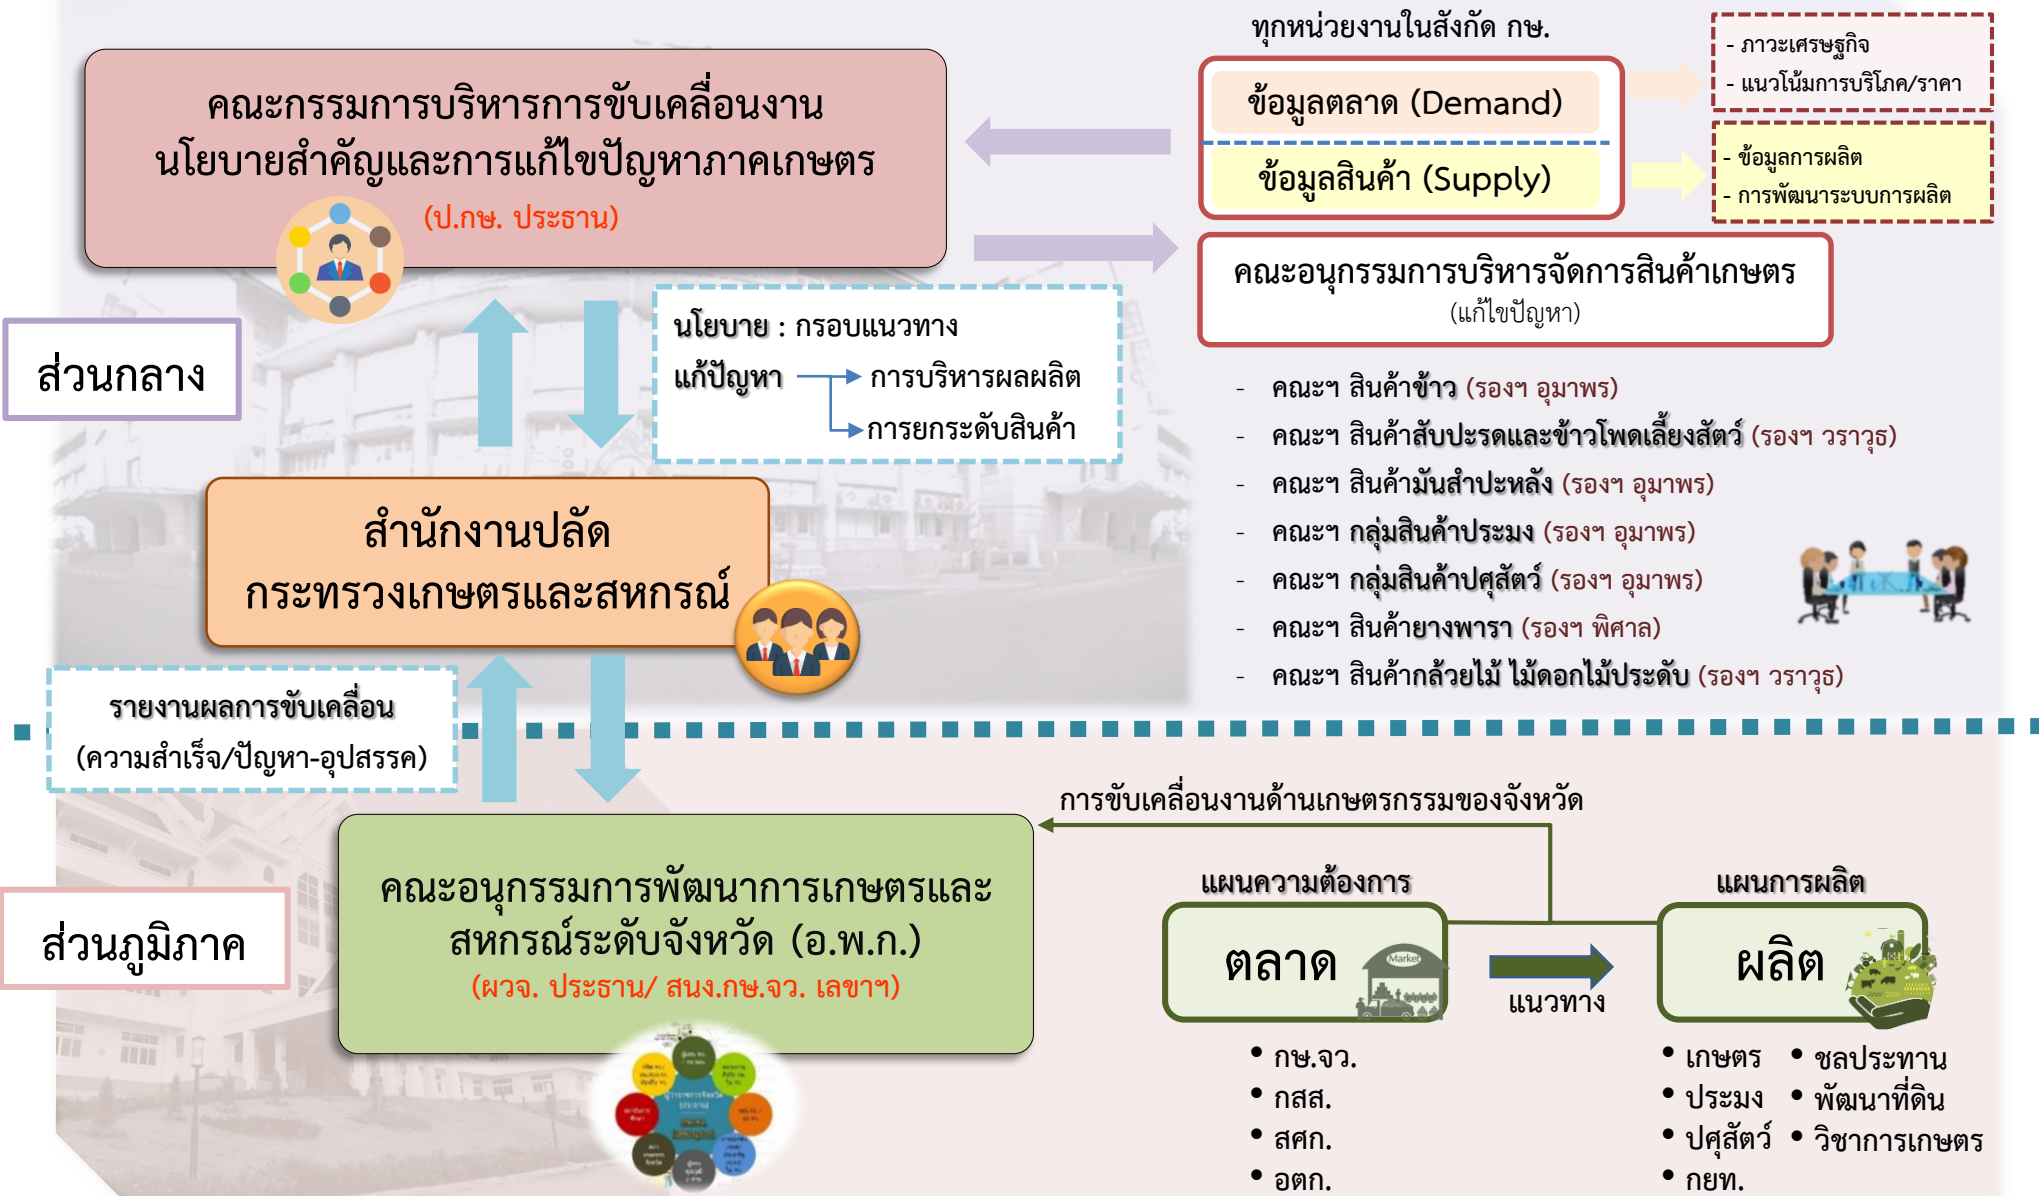 ทุกหน่วยงานในสังกัด กษ.
คณะกรรมการบริหารการขับเคลื่อนงาน
นโยบายสำคัญและการแก้ไขปัญหาภาคเกษตร
(ป.กษ. ประธาน)
ข้อมูลตลาด (Demand)
ข้อมูลสินค้า (Supply)
- ภาวะเศรษฐกิจ
- แนวโน้มการบริโภค/ราคา
- ข้อมูลการผลิต
- การพัฒนาระบบการผลิต
คณะอนุกรรมการบริหารจัดการสินค้าเกษตร
(แก้ไขปัญหา)
ส่วนกลาง
นโยบาย : กรอบแนวทาง
แก้ปัญหา การบริหารผลผลิต
การยกระดับสินค้า
- คณะฯ สินค้าข้าว (รองฯ อุมาพร)
- คณะฯ สินค้าสับปะรดและข้าวโพดเลี้ยงสัตว์ (รองฯ วราวุธ)
- คณะฯ สินค้ามันสำปะหลัง (รองฯ อุมาพร)
- คณะฯ กลุ่มสินค้าประมง (รองฯ อุมาพร)
- คณะฯ กลุ่มสินค้าปศุสัตว์ (รองฯ อุมาพร)
- คณะฯ สินค้ายางพารา (รองฯ พิศาล)
- คณะฯ สินค้ากล้วยไม้ ไม้ดอกไม้ประดับ (รองฯ วราวุธ)
สำนักงานปลัด
กระทรวงเกษตรและสหกรณ์
รายงานผลการขับเคลื่อน
(ความสำเร็จ/ปัญหา-อุปสรรค)
ส่วนภูมิภาค
คณะอนุกรรมการพัฒนาการเกษตรและ
สหกรณ์ระดับจังหวัด (อ.พ.ก.)
(ผวจ. ประธาน/ สนง.กษ.จว. เลขาฯ)
การขับเคลื่อนงานด้านเกษตรกรรมของจังหวัด
แผนความต้องการ
ตลาด
Market
แนวทาง
แผนการผลิต
ผลิต
• กษ.จว.
• กสส.
• สศก.
• อตก.
• เกษตร
• ประมง
• ปศุสัตว์
• กยท.
• ชลประทาน
• พัฒนาที่ดิน
• วิชาการเกษตร